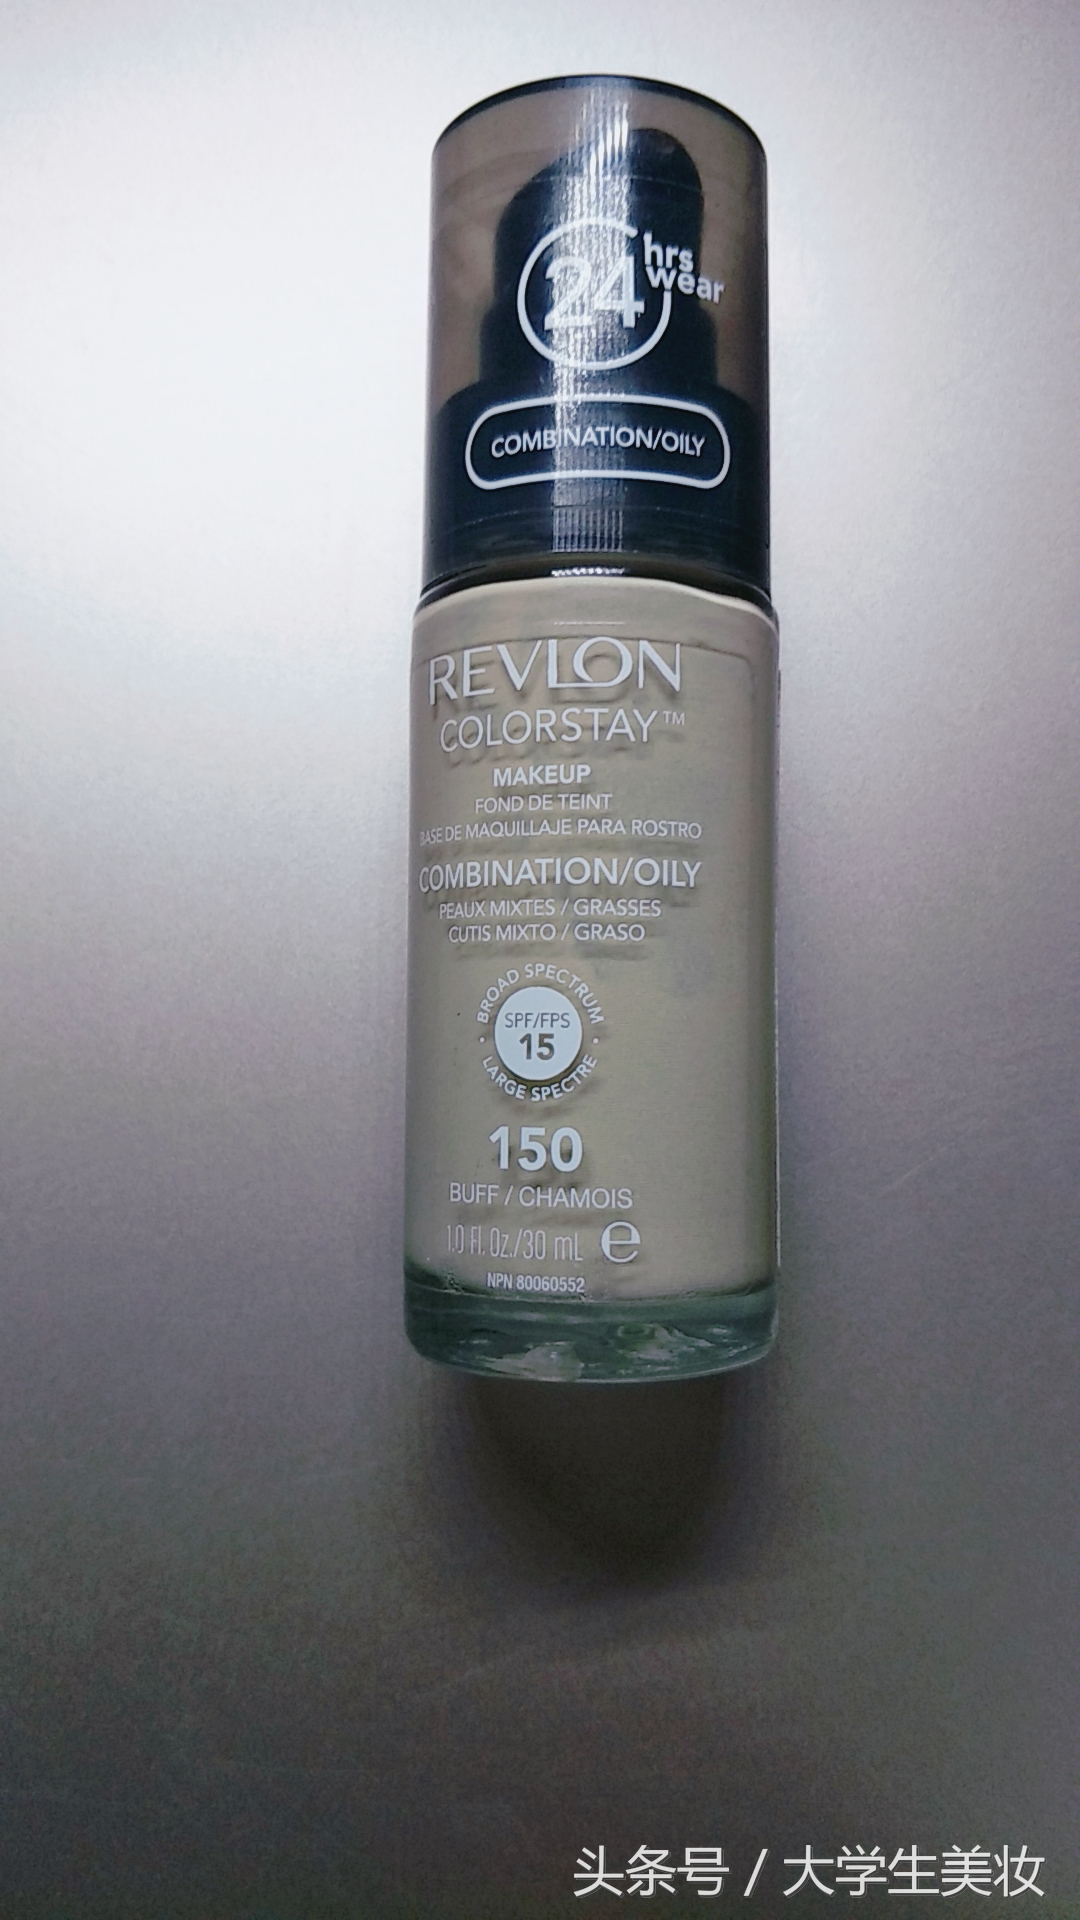 24 hrs
wear
COMBINATION/OILY
REVLON
COLORSTAY™
MAKEUP
FOND DE TEINT
BASE DE MAQUILLAJE PARA ROSTRO
COMBINATION/OILY
PEAUX MIXTES / GRASSES
CUTIS MIXTO / GRASO
BROAD SPECTRUM
SPF/FPS
15
LARGE SPECTRE
150
BUFF / CHAMOIS
1.0 Fl. Oz./30 mL e
NPN 80060552
头条号 / 大学生美妆